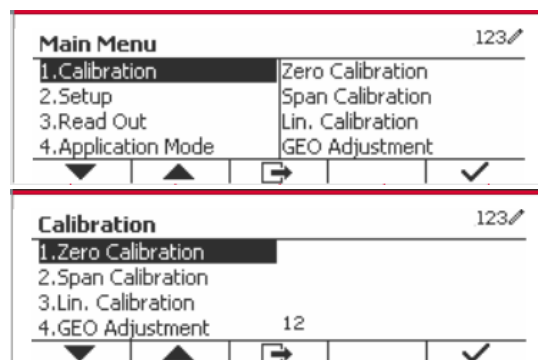 Main Menu 123
1.Calibration Zero Calibration
2.Setup Span Calibration
3.Read Out Lin. Calibration
4.Application Mode GEO Adjustment
Calibration 123
1.Zero Calibration
2.Span Calibration
3.Lin. Calibration
4.GEO Adjustment 12